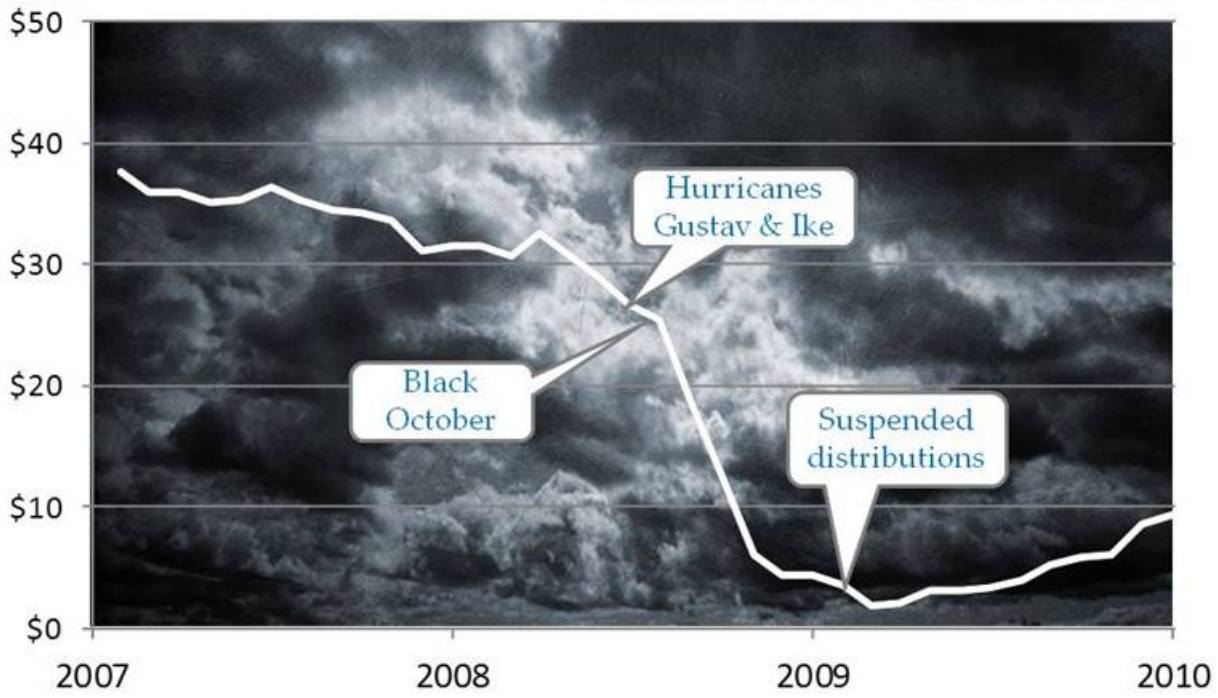 $50
$40
$30
$20
$10
$0
Hurricanes
Gustav & Ike
Black
October
Suspended
distributions
2007
2008
2009
2010